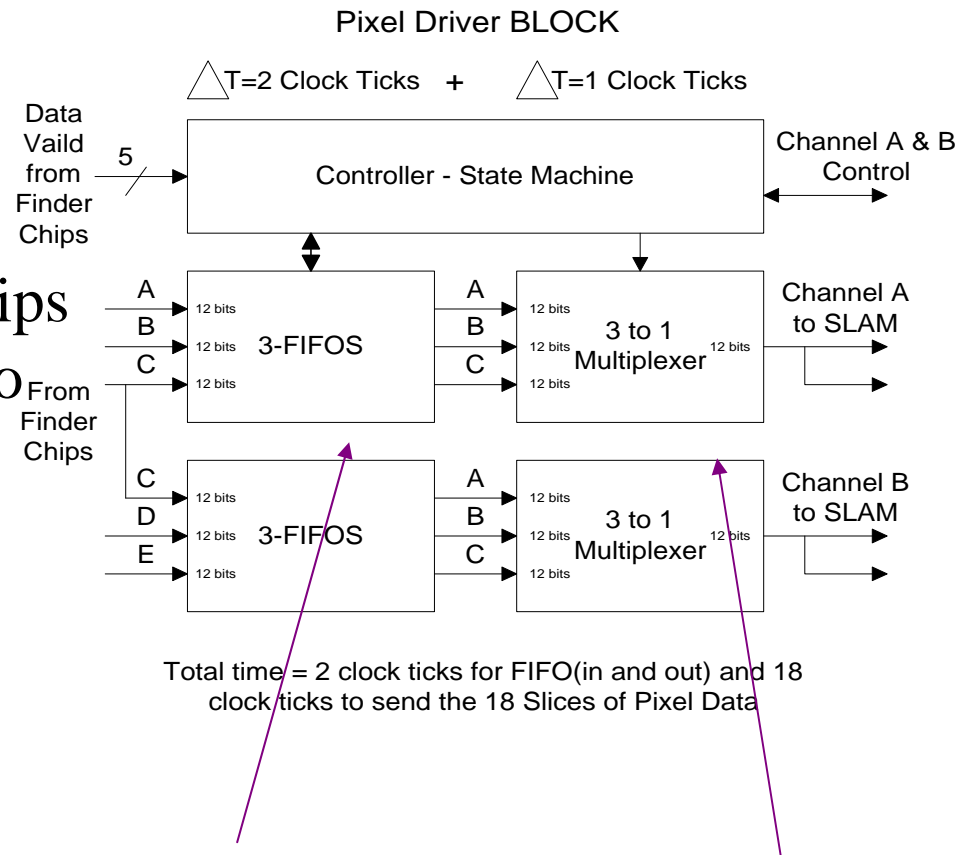 Pixel Driver BLOCK
T=2 Clock Ticks + T=1 Clock Ticks
Data
Vaild
from
Finder
Chips
5
Controller - State Machine
Channel A & B
Control
ips
o
From
Finder
Chips
A
B
C
12 bits
12 bits
12 bits
3-FIFOS
A
B
C
12 bits
12 bits
12 bits
3 to 1
Multiplexer
12 bits
Channel A
to SLAM
C
D
E
12 bits
12 bits
12 bits
3-FIFOS
A
B
C
12 bits
12 bits
12 bits
3 to 1
Multiplexer
12 bits
Channel B
to SLAM
Total time = 2 clock ticks for FIFO(in and out) and 18
clock ticks to send the 18 Slices of Pixel Data